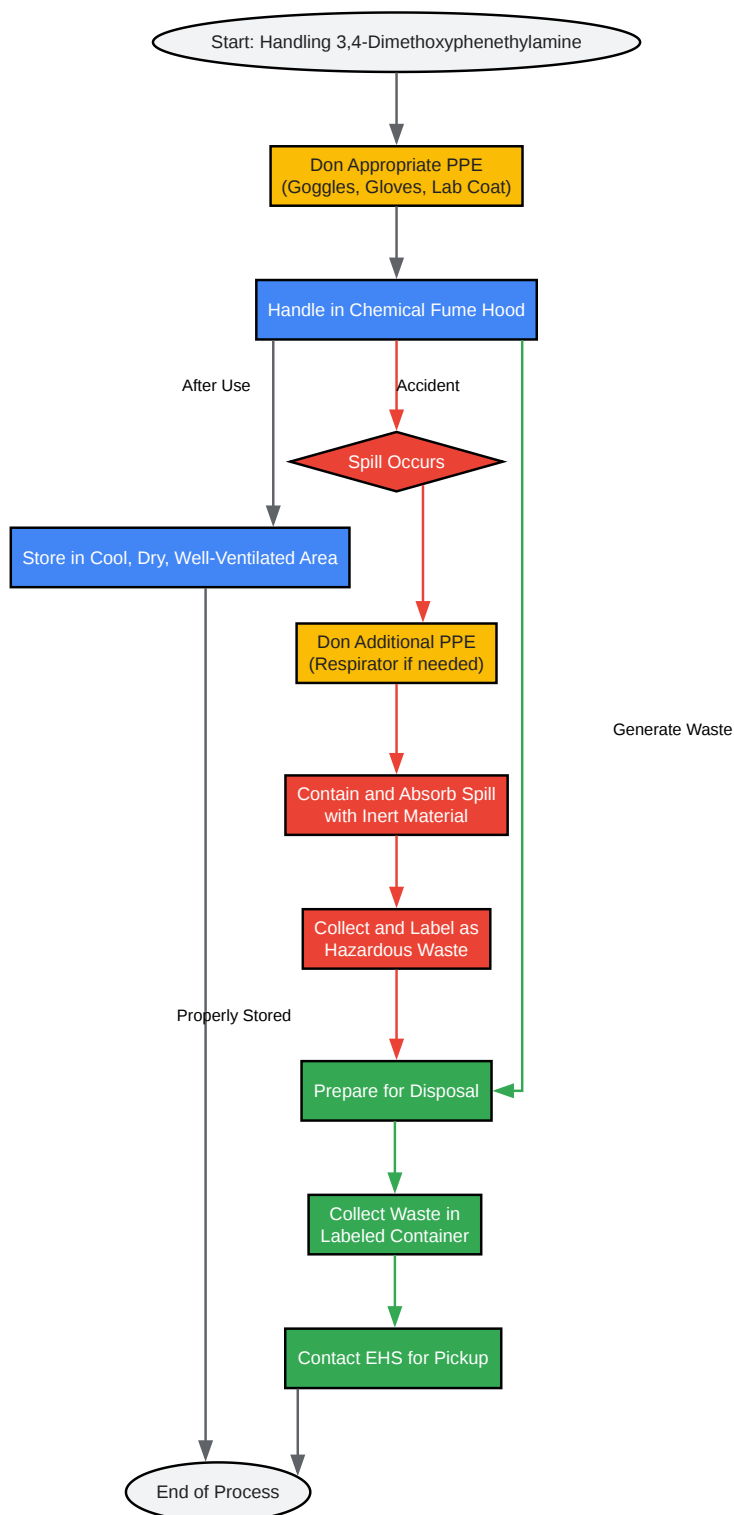 Start: Handling 3,4-Dimethoxyphenethylamine
Don Appropriate PPE
(Goggles, Gloves, Lab Coat)
Handle in Chemical Fume Hood
After Use
Accident
Spill Occurs
Store in Cool, Dry, Well-Ventilated Area
Don Additional PPE
(Respirator if needed)
Generate Waste
Contain and Absorb Spill
with Inert Material
Collect and Label as
Hazardous Waste
Properly Stored
Prepare for Disposal
Collect Waste in
Labeled Container
Contact EHS for Pickup
End of Process